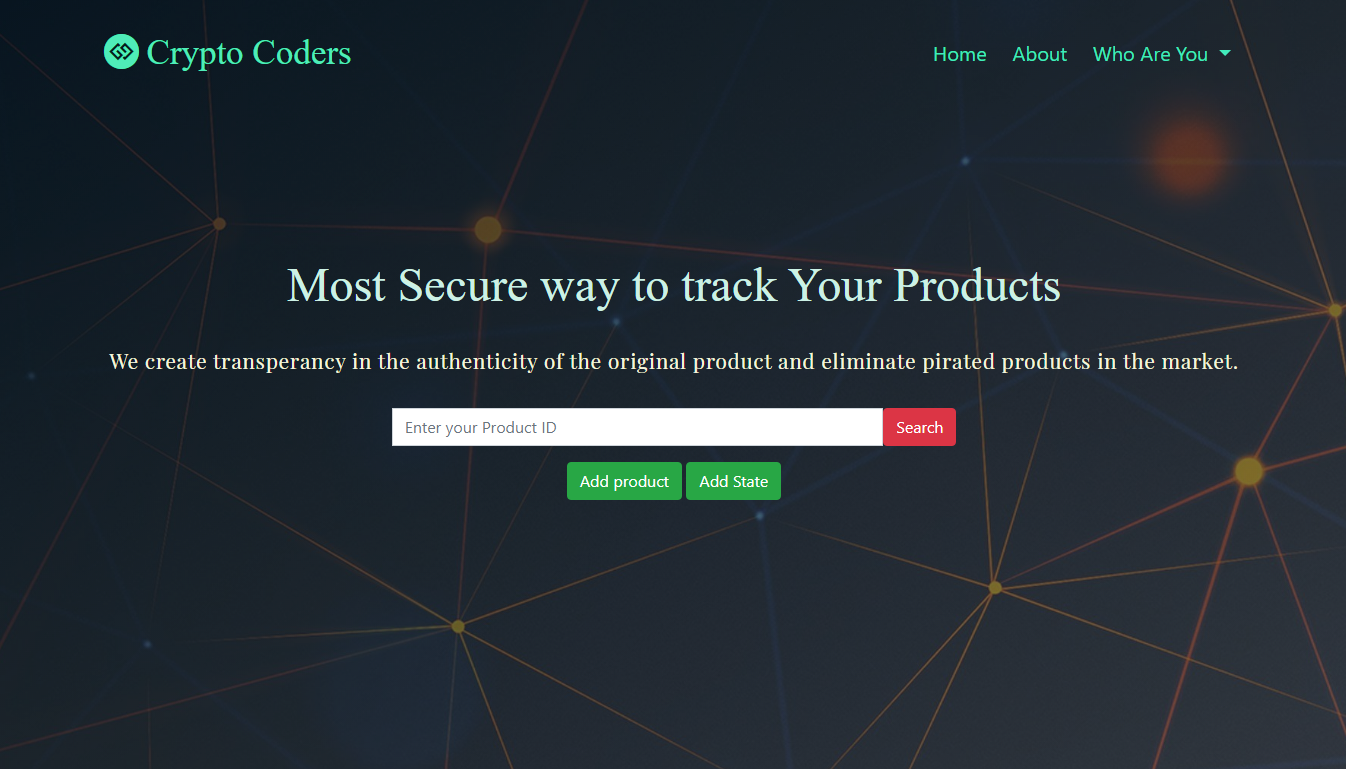 Crypto Coders
Home About Who Are You
Most Secure way to track Your Products
We create transperancy in the authenticity of the original product and eliminate pirated products in the market.
Enter your Product ID Search
Add product Add State